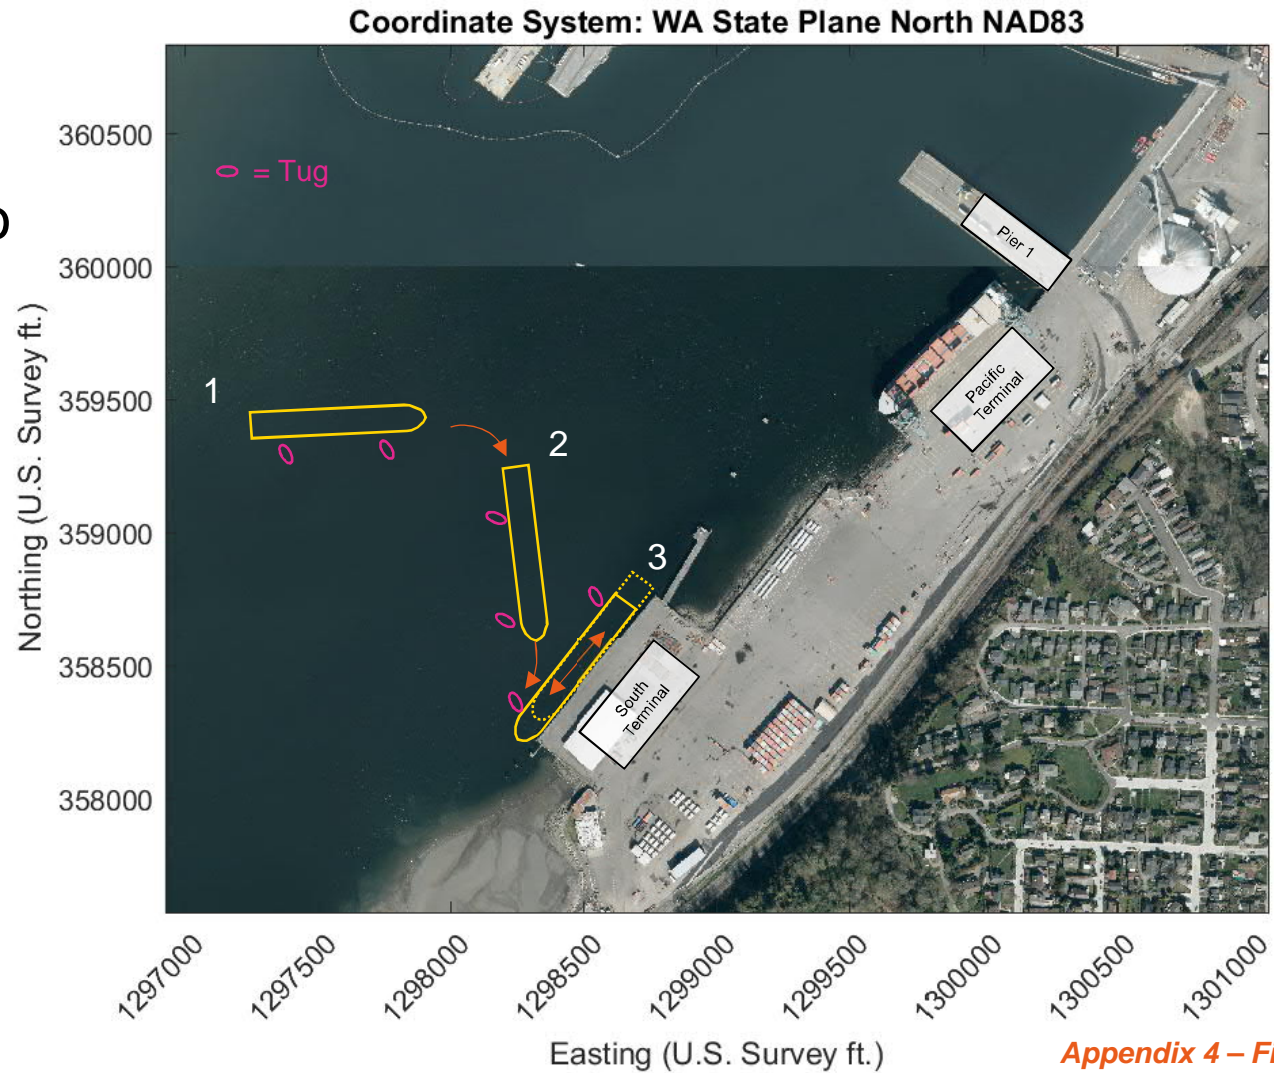 Coordinate System: WA State Plane North NAD83
360500
360000
359500
359000
358500
358000
Northing (U.S. Survey ft.)
= Tug
1
2
3
Pier 1
Pacific
Terminal
South
Terminal
1297000
1297500
1298000
1298500
1299000
1299500
1300000
1300500
1301000
Easting (U.S. Survey ft.)
Appendix 4 – Fi